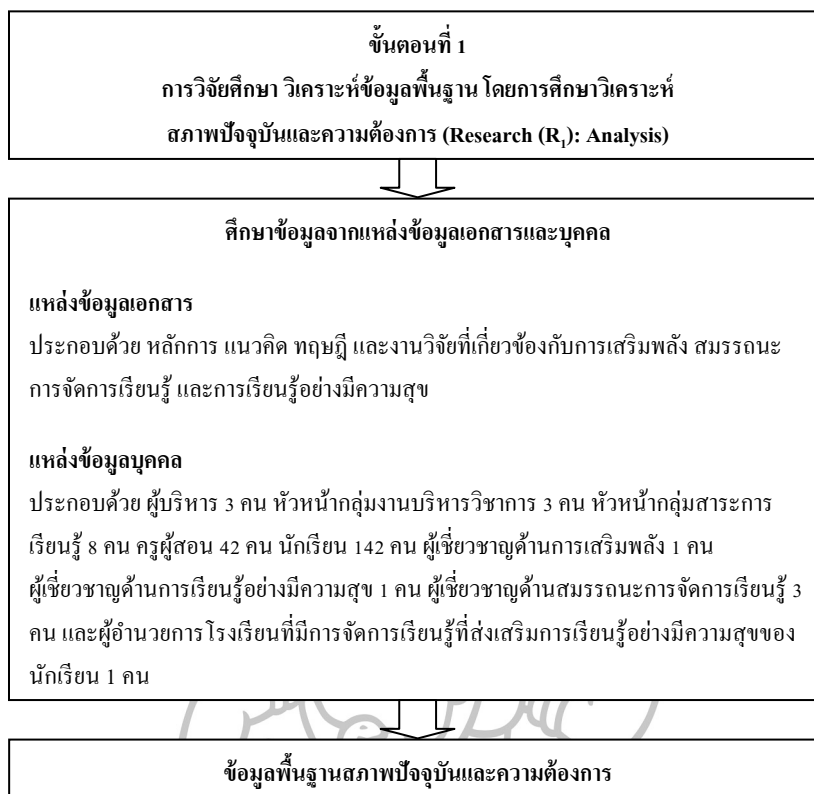 ขั้นตอนที่ 1
การวิจัยศึกษา วิเคราะห์ข้อมูลพื้นฐาน โดยการศึกษาวิเคราะห์
สภาพปัจจุบันและความต้องการ (Research (R₁): Analysis)
ศึกษาข้อมูลจากแหล่งข้อมูลเอกสารและบุคคล
แหล่งข้อมูลเอกสาร
ประกอบด้วย หลักการ แนวคิด ทฤษฎี และงานวิจัยที่เกี่ยวข้องกับการเสริมพลัง สมรรถนะ
การจัดการเรียนรู้ และการเรียนรู้อย่างมีความสุข
แหล่งข้อมูลบุคคล
ประกอบด้วย ผู้บริหาร 3 คน หัวหน้ากลุ่มงานบริหารวิชาการ 3 คน หัวหน้ากลุ่มสาระการ
เรียนรู้ 8 คน ครูผู้สอน 42 คน นักเรียน 142 คน ผู้เชี่ยวชาญด้านการเสริมพลัง 1 คน
ผู้เชี่ยวชาญด้านการเรียนรู้อย่างมีความสุข 1 คน ผู้เชี่ยวชาญด้านสมรรถนะการจัดการเรียนรู้ 3
คน และผู้อำนวยการโรงเรียนที่มีการจัดการเรียนรู้ที่ส่งเสริมการเรียนรู้อย่างมีความสุขของ
นักเรียน 1 คน
ข้อมูลพื้นฐานสภาพปัจจุบันและความต้องการ